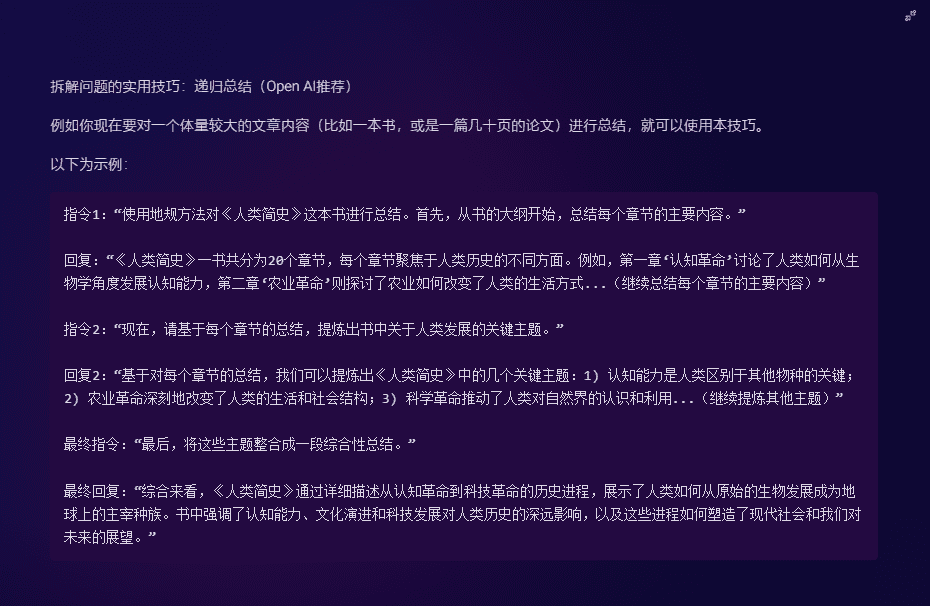 拆解问题的实用技巧：递归总结（Open AI推荐）
例如你现在要对一个体量较大的文章内容（比如一本书，或是一篇几十页的论文）进行总结，就可以使用本技巧。
以下为示例：
指令1：“使用地规方法对《人类简史》这本书进行总结。首先，从书的大纲开始，总结每个章节的主要内容。”
回复：“《人类简史》一书共分为20个章节，每个章节聚焦于人类历史的不同方面。例如，第一章‘认知革命’讨论了人类如何从生
物学角度发展认知能力，第二章‘农业革命’则探讨了农业如何改变了人类的生活方式...（继续总结每个章节的主要内容）”
指令2：“现在，请基于每个章节的总结，提炼出书中关于人类发展的关键主题。”
回复2：“基于对每个章节的总结，我们可以提炼出《人类简史》中的几个关键主题：1) 认知能力是人类区别于其他物种的关键；
2) 农业革命深刻地改变了人类的生活和社会结构；3) 科学革命推动了人类对自然界的认识和利用...（继续提炼其他主题）”
最终指令：“最后，将这些主题整合成一段综合性总结。”
最终回复：“综合来看，《人类简史》通过详细描述从认知革命到科技革命的历史进程，展示了人类如何从原始的生物发展成为地
球上的主宰种族。书中强调了认知能力、文化演进和科技发展对人类历史的深远影响，以及这些进程如何塑造了现代社会和我们对
未来的展望。”